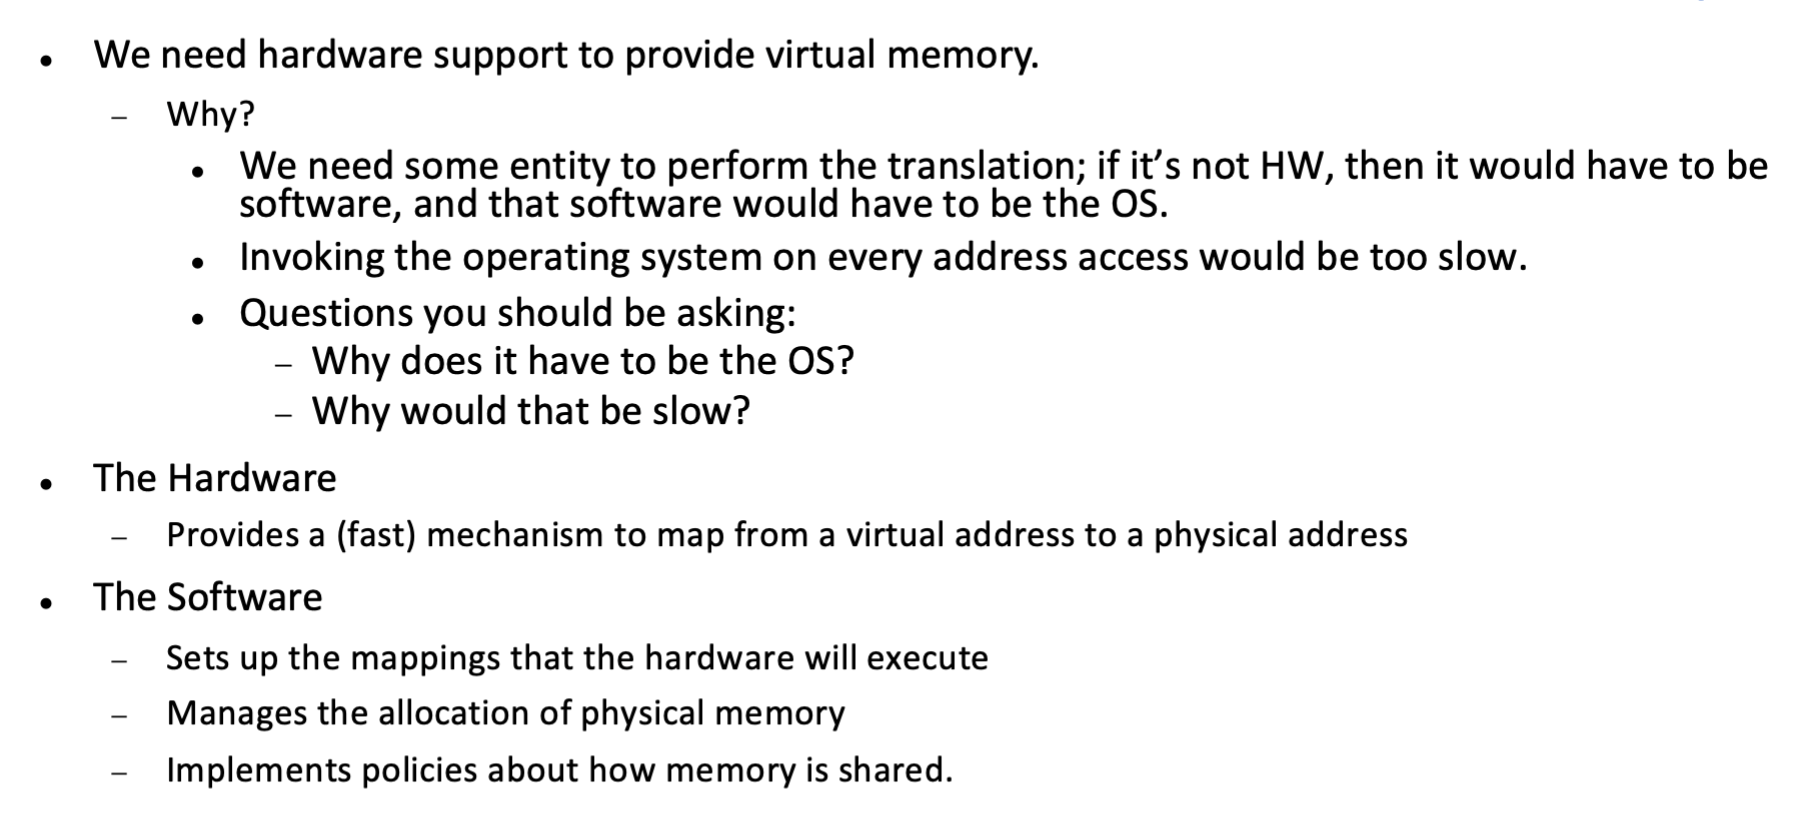 • We need hardware support to provide virtual memory.
– Why?
• We need some entity to perform the translation; if it’s not HW, then it would have to be
software, and that software would have to be the OS.
• Invoking the operating system on every address access would be too slow.
• Questions you should be asking:
– Why does it have to be the OS?
– Why would that be slow?
• The Hardware
– Provides a (fast) mechanism to map from a virtual address to a physical address
• The Software
– Sets up the mappings that the hardware will execute
– Manages the allocation of physical memory
– Implements policies about how memory is shared.